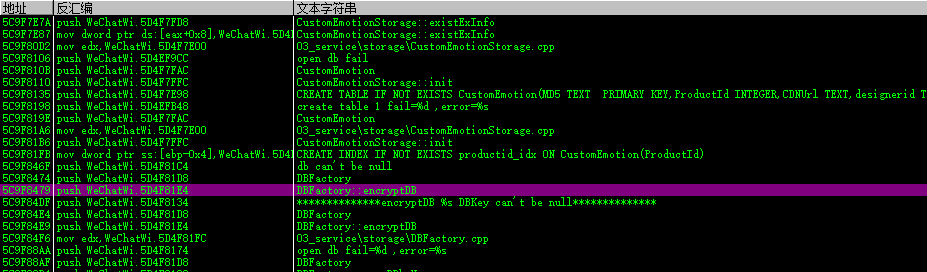 地址 反汇编 文本字符串
5C9F7E7A push WeChatWi.5D4F7FD8 CustomEmotionStorage::existExInfo
5C9F7E87 mov dword ptr ds:[eax+0x8],WeChatWi.5D4 CustomEmotionStorage::existExInfo
5C9F80D2 mov edx,WeChatWi.5D4F7E00 03_service\storage\CustomEmotionStorage.cpp
5C9F8106 push WeChatWi.5D4EF9CC open db fail
5C9F810B push WeChatWi.5D4F7FAC CustomEmotion
5C9F8110 push WeChatWi.5D4F7FFC CustomEmotionStorage::init
5C9F8135 push WeChatWi.5D4F7E98 CREATE TABLE IF NOT EXISTS CustomEmotion(MD5 TEXT  PRIMARY KEY,ProductId INTEGER,CDNUrl TEXT,designerid T
5C9F8198 push WeChatWi.5D4EFB48 create table 1 fail=%d ,error=%s
5C9F819E push WeChatWi.5D4F7FAC CustomEmotion
5C9F81A6 mov edx,WeChatWi.5D4F7E00 03_service\storage\CustomEmotionStorage.cpp
5C9F81B6 push WeChatWi.5D4F7FFC CustomEmotionStorage::init
5C9F81FB mov dword ptr ss:[ebp-0x4],WeChatWi.5D4 CREATE INDEX IF NOT EXISTS productid_idx ON CustomEmotion(ProductId)
5C9F846F push WeChatWi.5D4F81C4 db can't be null
5C9F8474 push WeChatWi.5D4F81D8 DBFactory
5C9F8479 push WeChatWi.5D4F81E4 DBFactory::encryptDB
5C9F84DF push WeChatWi.5D4F8134 **************encryptDB %s DBKey can't be null**************
5C9F84E4 push WeChatWi.5D4F81D8 DBFactory
5C9F84E9 push WeChatWi.5D4F81E4 DBFactory::encryptDB
5C9F84F6 mov edx,WeChatWi.5D4F81FC 03_service\storage\DBFactory.cpp
5C9F88AA push WeChatWi.5D4F8174 open db fail=%d ,error=%s
5C9F88AF push WeChatWi.5D4F81D8 DBFactory